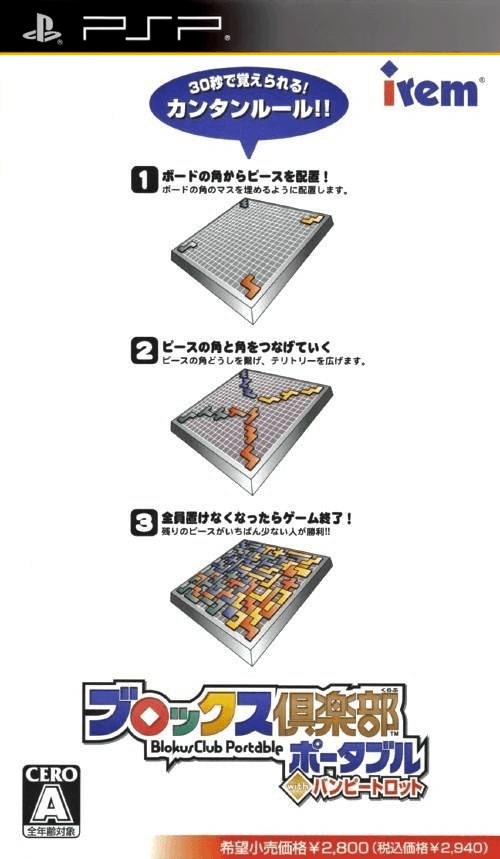 PSP
irem
30秒で覚えられる!
カンタンルール!!
1 ボードの角からピースを配置!
ボードの角のマスを埋めるように配置します。
2 ピースの角と角をつなげていく
ピースの角どうしを繋げ、テリトリーを広げます。
3 全員置けなくなったらゲーム終了!
残りのピースがいちばん少ない人が勝利!!
くらぶ
ブロックス倶楽部™
Blokus Club Portable
ポータブル
with バンピートロット
CERO
A
全年齢対象
希望小売価格¥2,800(税込価格¥2,940)